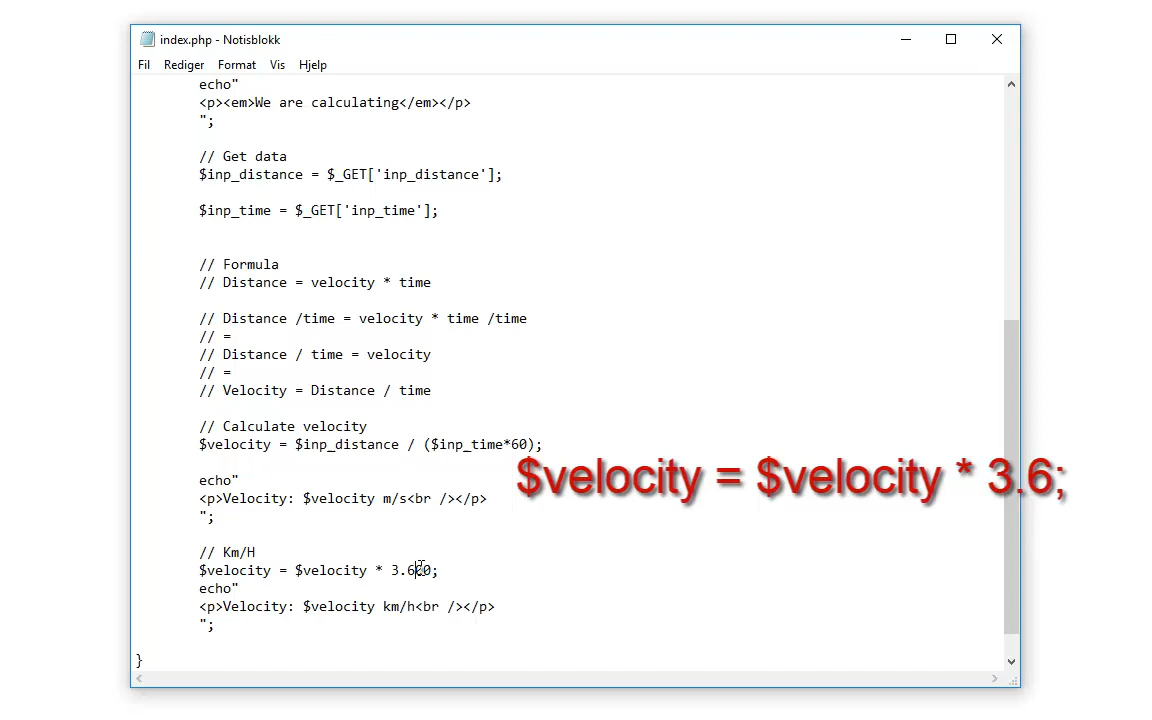 index.php - Notisblokk
Fil Rediger Format Vis Hjelp
echo"
<p><em>We are calculating</em></p>
";
// Get data
$inp_distance = $_GET['inp_distance'];
$inp_time = $_GET['inp_time'];
// Formula
// Distance = velocity * time
// Distance /time = velocity * time /time
// =
// Distance / time = velocity
// =
// Velocity = Distance / time
// Calculate velocity
$velocity = $inp_distance / ($inp_time*60);
$velocity = $velocity * 3.6;
echo"
<p>Velocity: $velocity m/s<br /></p>
";
// Km/H
$velocity = $velocity * 3.600;
echo"
<p>Velocity: $velocity km/h<br /></p>
";
}